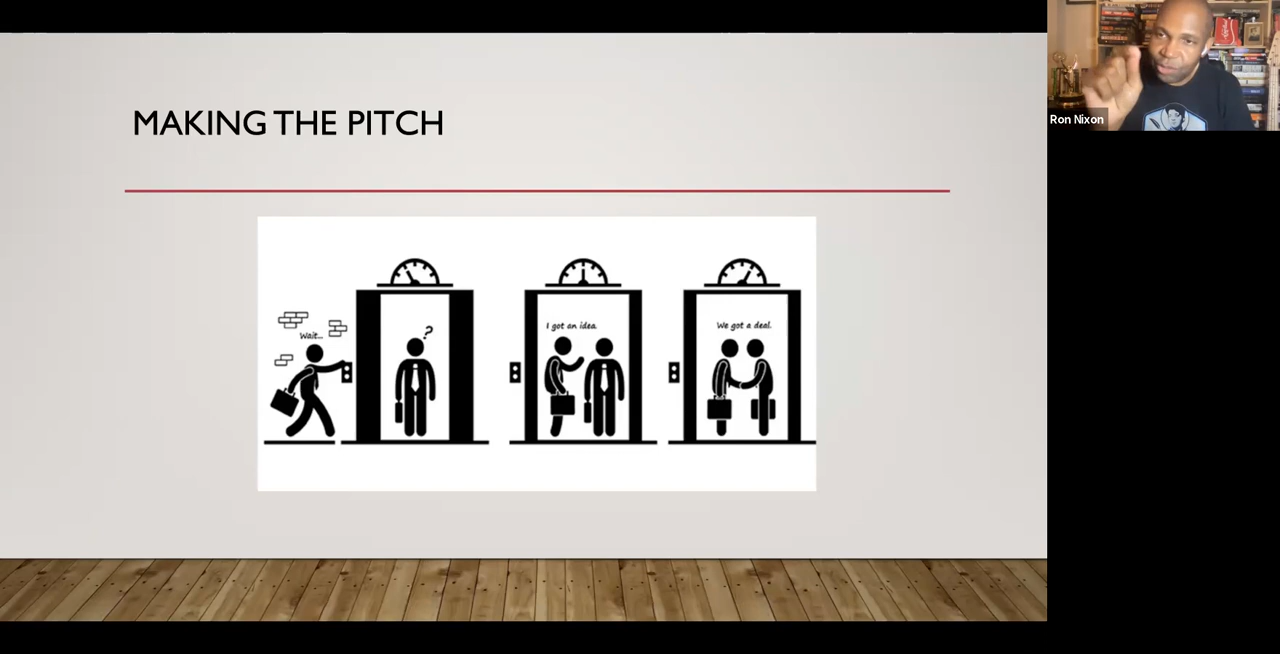 MAKING THE PITCH
Wait...
?
I got an idea.
We got a deal.
Ron Nixon